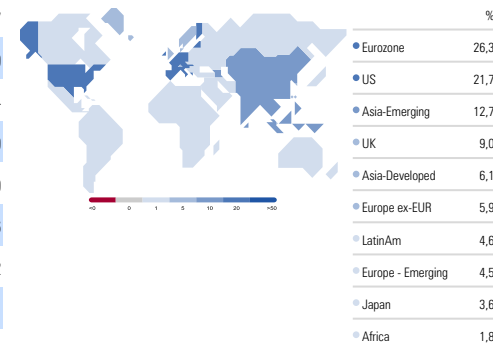 %
Eurozone 26,3
US 21,7
Asia-Emerging 12,7
UK 9,0
Asia-Developed 6,1
Europe ex-EUR 5,9
LatinAm 4,6
Europe - Emerging 4,5
Japan 3,6
Africa 1,8
<0 0 1 5 10 20 >50